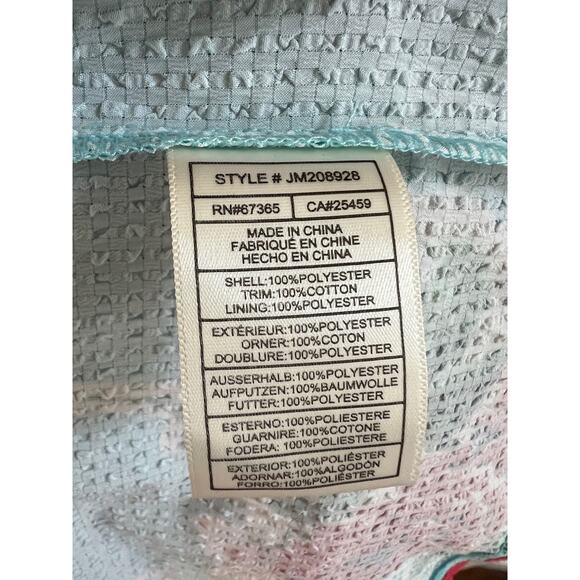 STYLE # JM208928
RN#67365 CA#25459
MADE IN CHINA
FABRIQUÉ EN CHINE
HECHO EN CHINA
SHELL:100%POLYESTER
TRIM:100%COTTON
LINING:100%POLYESTER
EXTÉRIEUR:100%POLYESTER
ORNER:100%COTON
DOUBLURE:100%POLYESTER
AUSSERHALB:100%POLYESTER
AUFPUTZEN:100%BAUMWOLLE
FUTTER:100%POLYESTER
ESTERNO:100%POLIESTERE
GUARNIRE:100%COTONE
FODERA:100%POLIESTERE
EXTERIOR:100%POLIÉSTER
ADORNAR:100%ALGODÓN
FORRO:100%POLIÉSTER